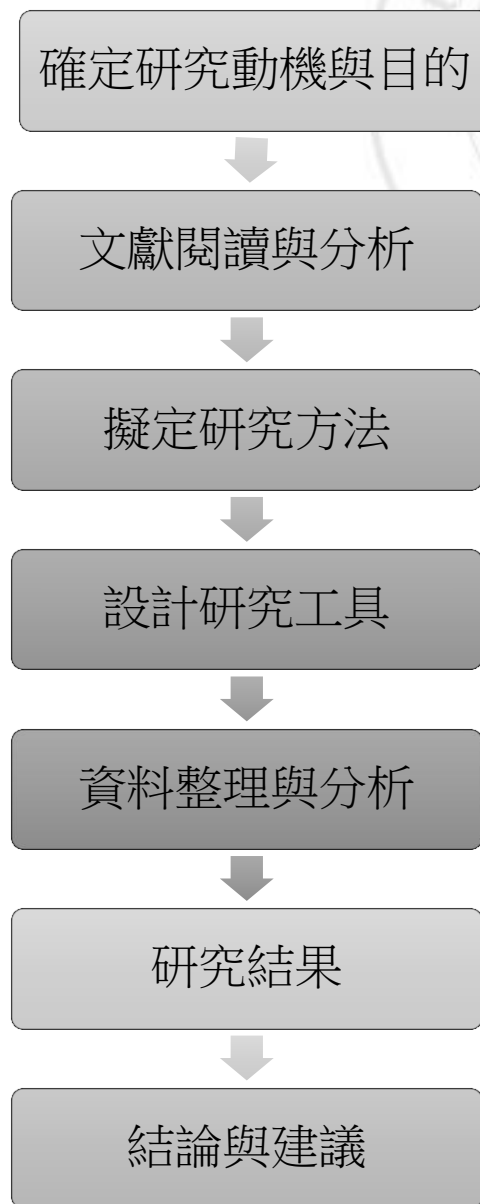 確定研究動機與目的
文獻閱讀與分析
擬定研究方法
設計研究工具
資料整理與分析
研究結果
結論與建議